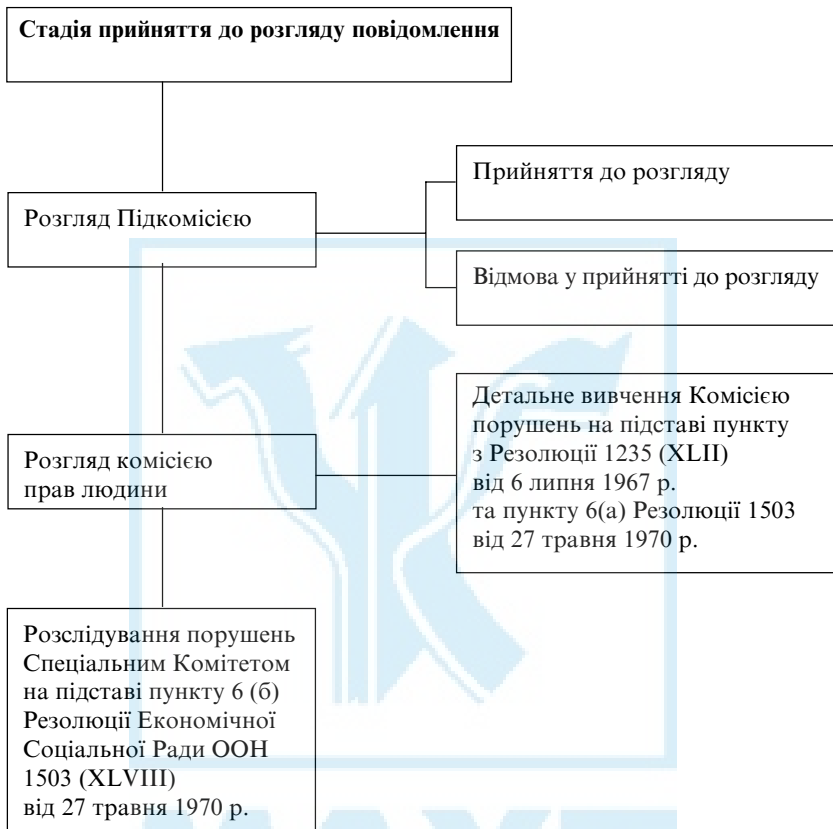 Стадія прийняття до розгляду повідомлення
Розгляд Підкомісією
Прийняття до розгляду
Відмова у прийнятті до розгляду
Розгляд комісією
прав людини
Детальне вивчення Комісією
порушень на підставі пункту
з Резолюції 1235 (XLII)
від 6 липня 1967 р.
та пункту 6(а) Резолюції 1503
від 27 травня 1970 р.
Розслідування порушень
Спеціальним Комітетом
на підставі пункту 6 (б)
Резолюції Економічної
Соціальної Ради ООН
1503 (XLVIII)
від 27 травня 1970 р.